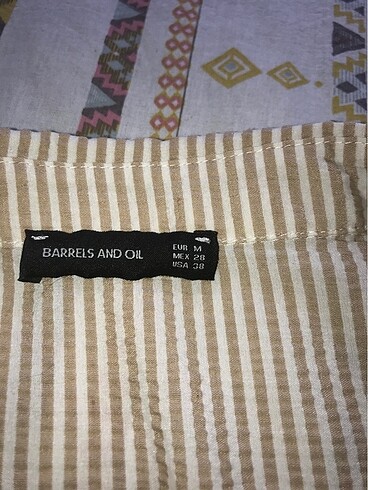 BARRELS AND OIL
EUR M
MEX 28
USA 38